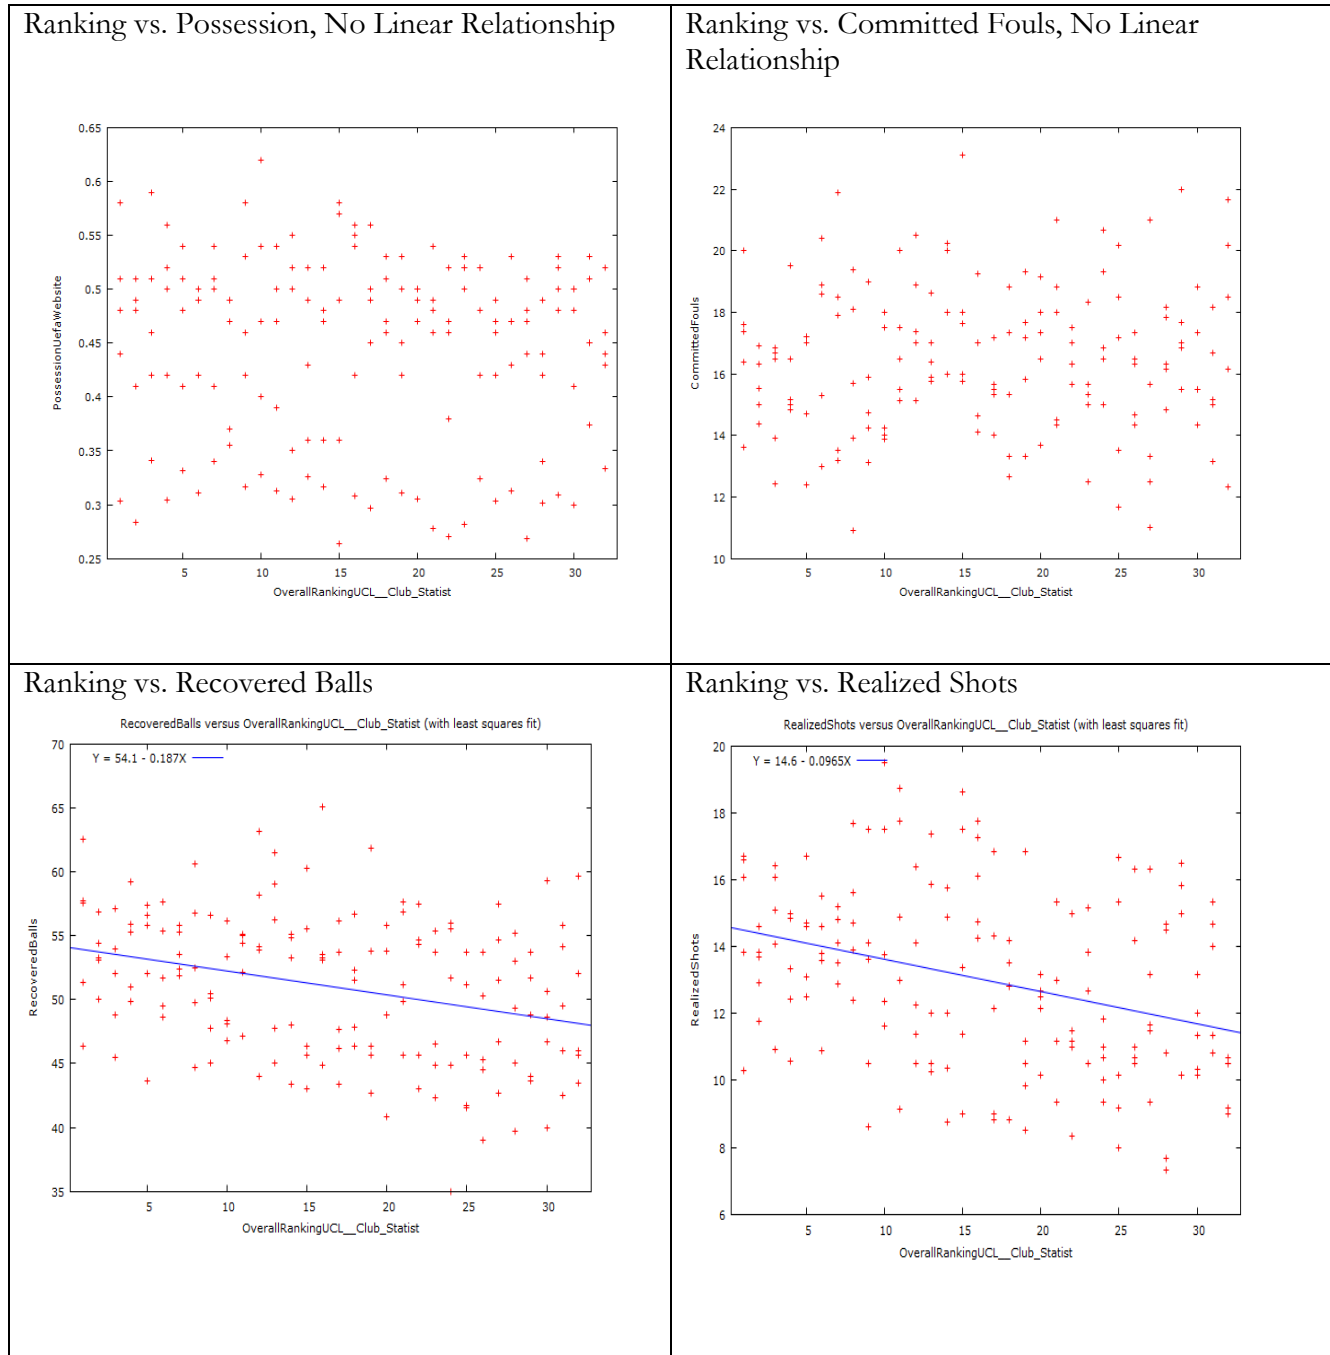 Ranking vs. Possession, No Linear Relationship
0.65
0.6
0.55
0.5
0.45
0.4
0.35
0.3
0.25
PossessionUefaWebsite
5 10 15 20 25 30
OverallRankingUCL__Club_Statist
Ranking vs. Committed Fouls, No Linear
Relationship
24
22
20
18
16
14
12
10
CommittedFouls
5 10 15 20 25 30
OverallRankingUCL__Club_Statist
Ranking vs. Recovered Balls
RecoveredBalls versus OverallRankingUCL__Club_Statist (with least squares fit)
Y = 54.1 - 0.187X
70
65
60
55
50
45
40
35
RecoveredBalls
5 10 15 20 25 30
OverallRankingUCL__Club_Statist
Ranking vs. Realized Shots
RealizedShots versus OverallRankingUCL__Club_Statist (with least squares fit)
Y = 14.6 - 0.0965X
20
18
16
14
12
10
8
6
RealizedShots
5 10 15 20 25 30
OverallRankingUCL__Club_Statist